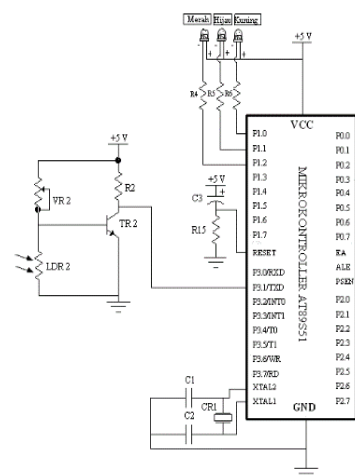 Merah Hijau Kuning
- + - + - +
+5 V
R4 R5 R6
VCC
MIKROKONTROLLER AT89S51
P1.0 P0.0
P1.1 P0.1
P1.2 P0.2
P1.3 P0.3
P1.4 P0.4
P1.5 P0.5
P1.6 P0.6
P1.7 P0.7
RESET EA
P3.0/RXD ALE
P3.1/TXD PSEN
P3.2/INT0 P2.0
P3.3/INT1 P2.1
P3.4/T0 P2.2
P3.5/T1 P2.3
P3.6/WR P2.4
P3.7/RD P2.5
XTAL2 P2.6
XTAL1 P2.7
GND
+5 V
VR 2
R2
TR 2
LDR 2
+5 V
C3
+
R15
C1
C2
CR1